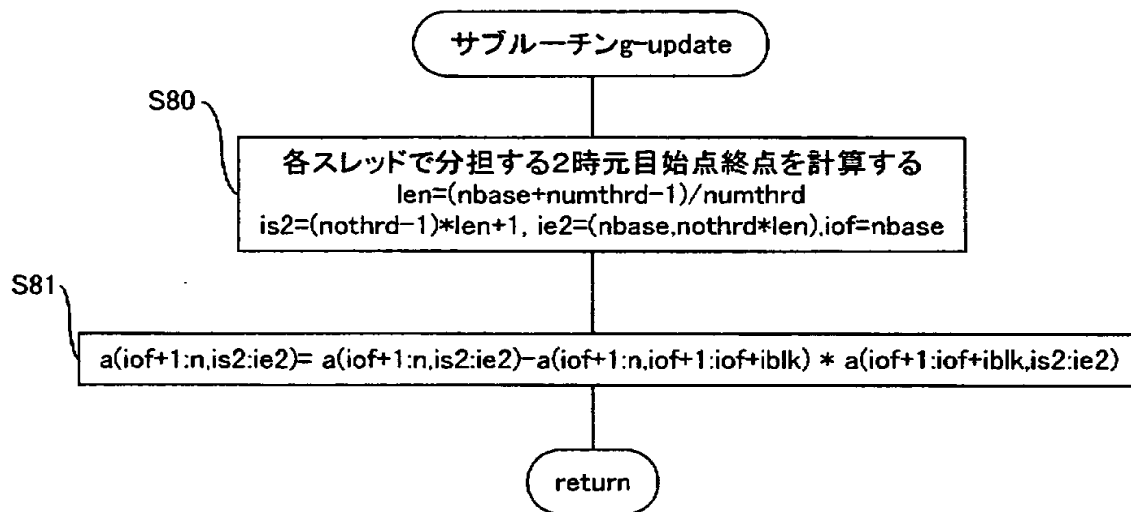 サブルーチンg-update
S80
各スレッドで分担する2時元目始点終点を計算する
len=(nbase+numthrd-1)/numthrd
is2=(nothrd-1)*len+1, ie2=(nbase,nothrd*len),iof=nbase
S81
a(iof+1:n,is2:ie2)= a(iof+1:n,is2:ie2)-a(iof+1:n,iof+1:iof+iblk) * a(iof+1:iof+iblk,is2:ie2)
return